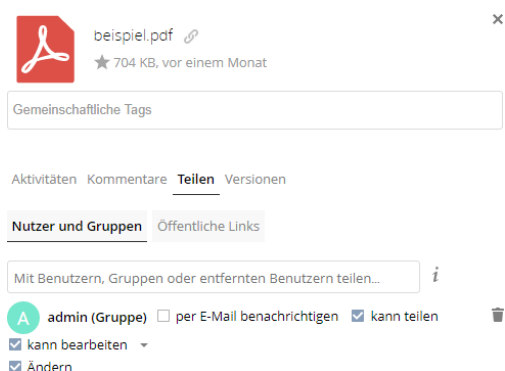 beispiel.pdf
704 KB, vor einem Monat
Gemeinschaftliche Tags
Aktivitäten Kommentare Teilen Versionen
Nutzer und Gruppen Öffentliche Links
Mit Benutzern, Gruppen oder entfernten Benutzern teilen... i
A admin (Gruppe) per E-Mail benachrichtigen kann teilen
kann bearbeiten
Ändern